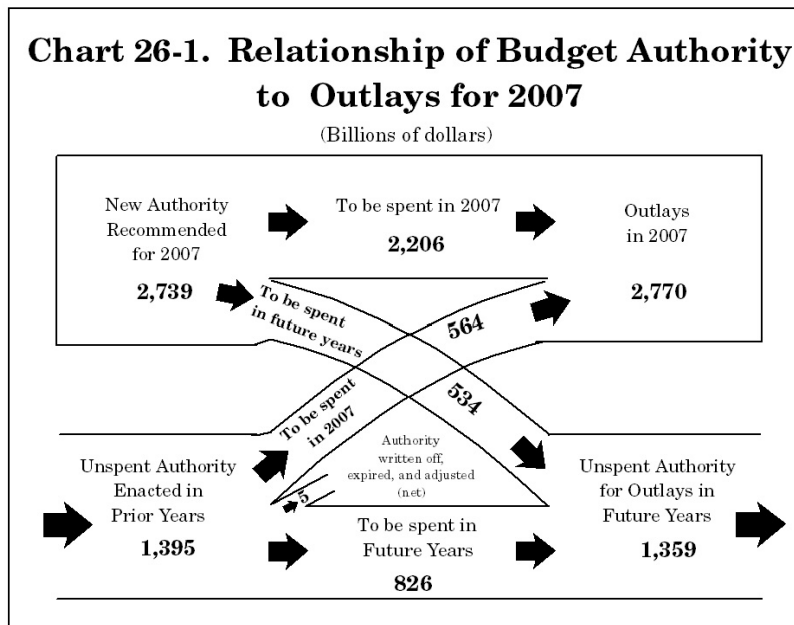 Chart 26-1. Relationship of Budget Authority
to Outlays for 2007
(Billions of dollars)
New Authority
Recommended
for 2007
2,739
To be spent in 2007
2,206
Outlays
in 2007
2,770
To be spent
in future years
564
To be spent
in 2007
534
Authority
written off,
expired, and adjusted
(net)
5
Unspent Authority
Enacted in
Prior Years
1,395
To be spent in
Future Years
826
Unspent Authority
for Outlays in
Future Years
1,359